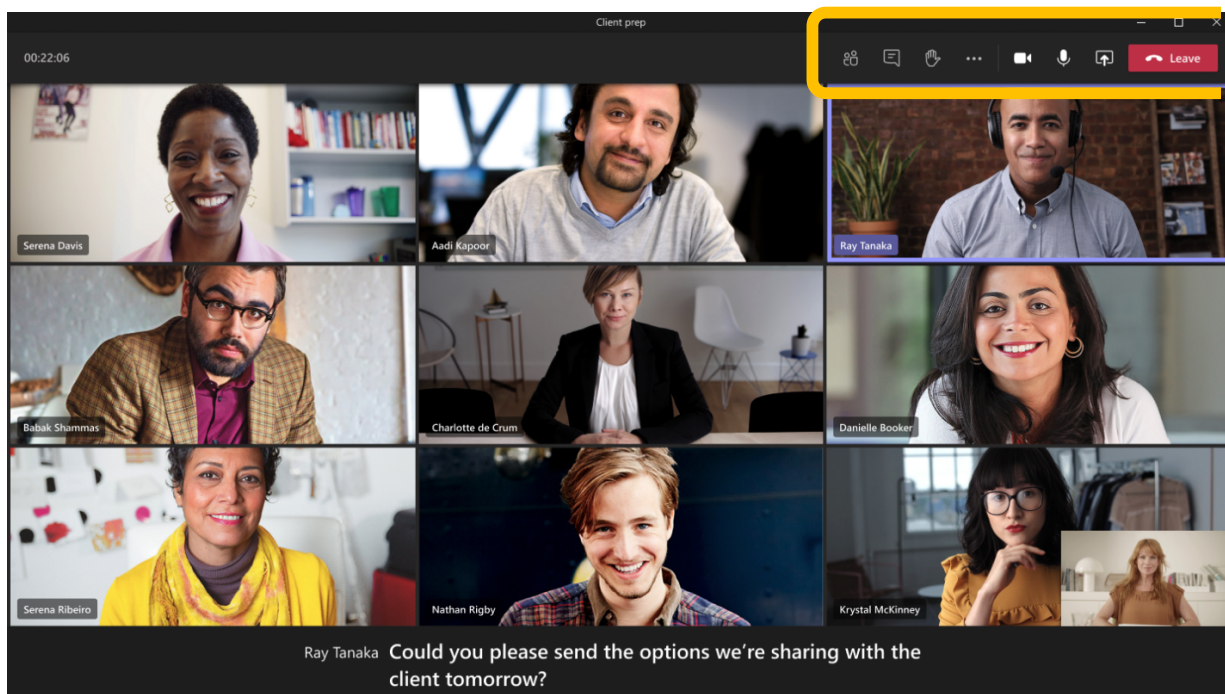 Client prep
00:22:06
Leave
Serena Davis
Aadi Kapoor
Ray Tanaka
Babak Shammas
Charlotte de Crum
Danielle Booker
Serena Ribeiro
Nathan Rigby
Krystal McKinney
Ray Tanaka Could you please send the options we're sharing with the
client tomorrow?